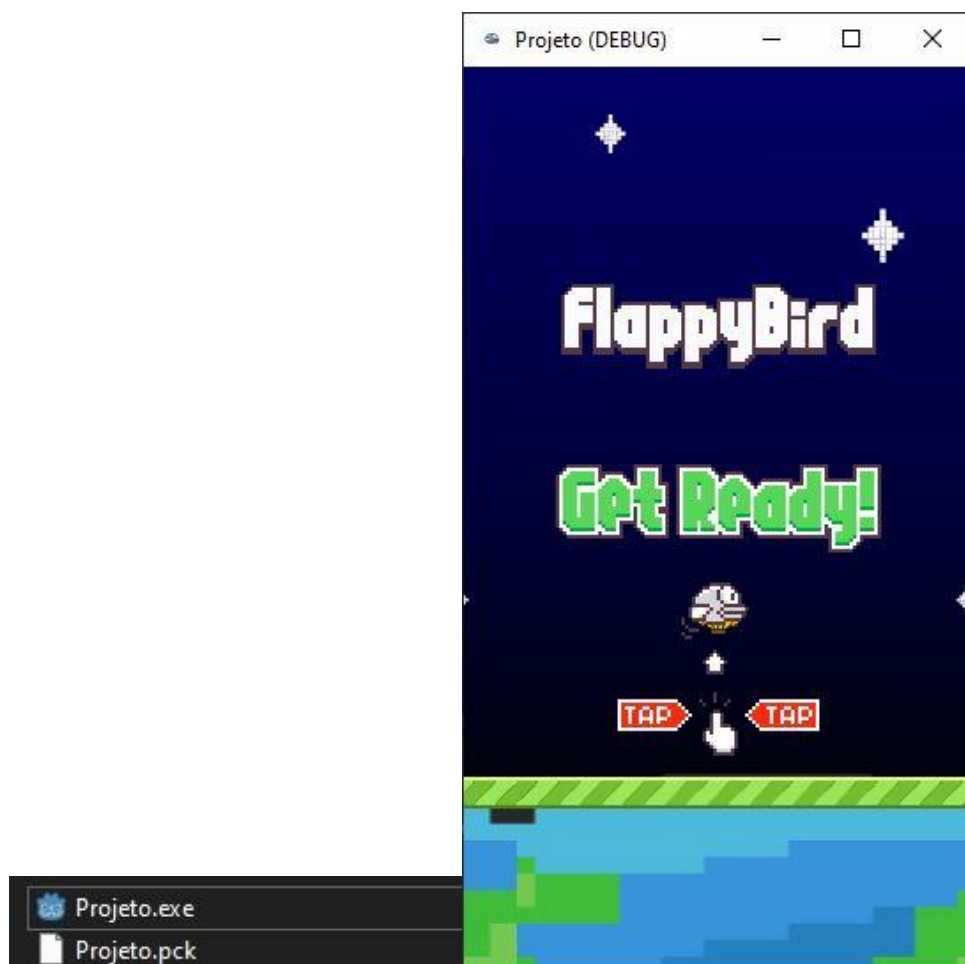 Projeto (DEBUG)
FlappyBird
Get Ready!
TAP TAP
Projeto.exe
Projeto.pck